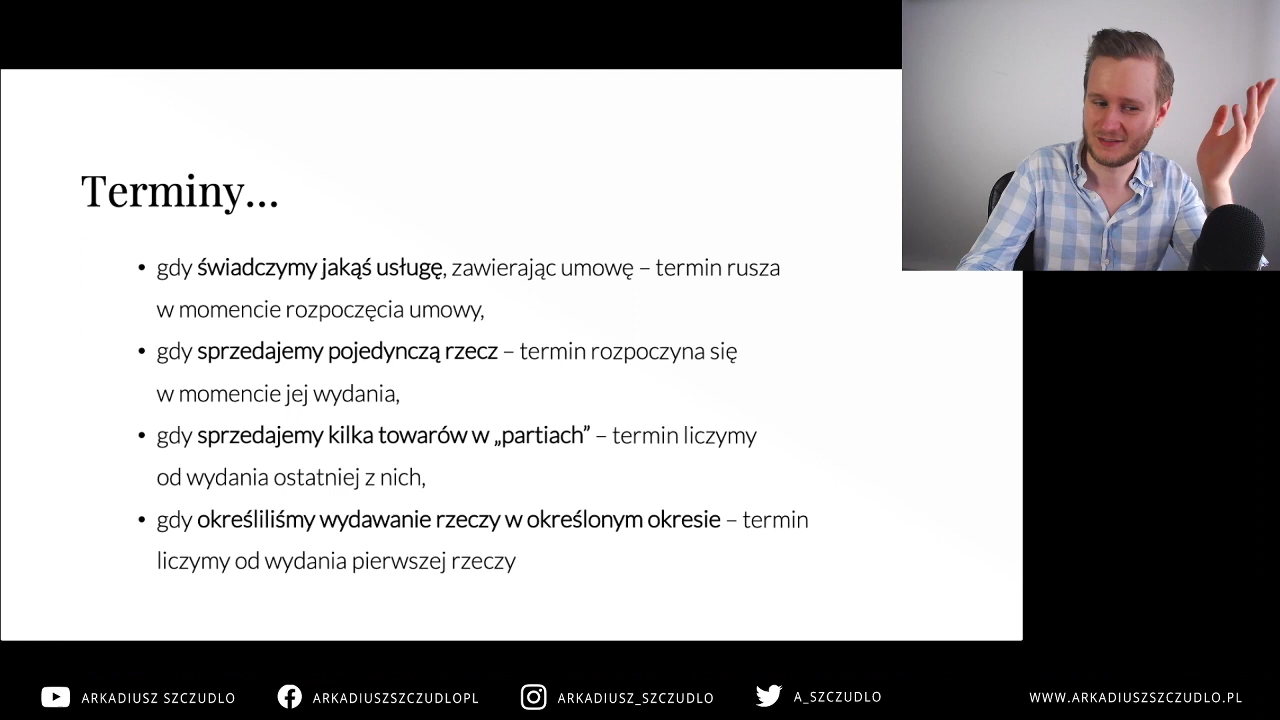 Terminy...
• gdy świadczymy jakąś usługę, zawierając umowę – termin rusza
w momencie rozpoczęcia umowy,
• gdy sprzedajemy pojedynczą rzecz – termin rozpoczyna się
w momencie jej wydania,
• gdy sprzedajemy kilka towarów w „partiach” – termin liczymy
od wydania ostatniej z nich,
• gdy określiliśmy wydawanie rzeczy w określonym okresie – termin
liczymy od wydania pierwszej rzeczy
ARKADIUSZ SZCZUDLO
ARKADIUSZSZCZUDLOPL
ARKADIUSZ_SZCZUDLO
A_SZCZUDLO
WWW.ARKADIUSZSZCZUDLO.PL